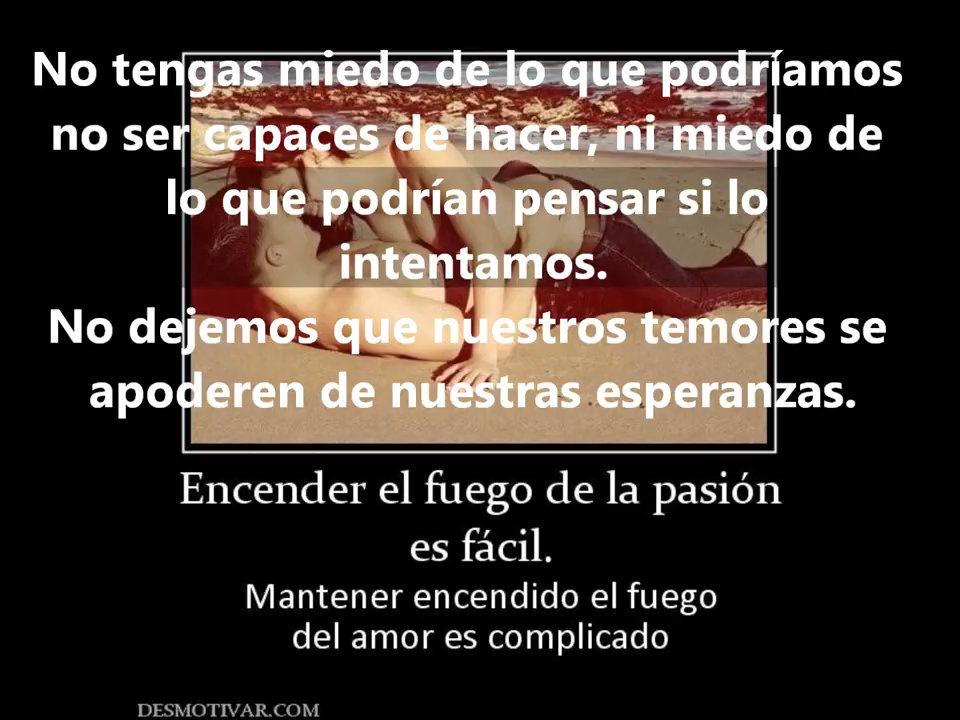 No tengas miedo de lo que podríamos
no ser capaces de hacer, ni miedo de
lo que podrían pensar si lo
intentamos.
No dejemos que nuestros temores se
apoderen de nuestras esperanzas.
Encender el fuego de la pasión
es fácil.
Mantener encendido el fuego
del amor es complicado
DESMOTIVAR.COM